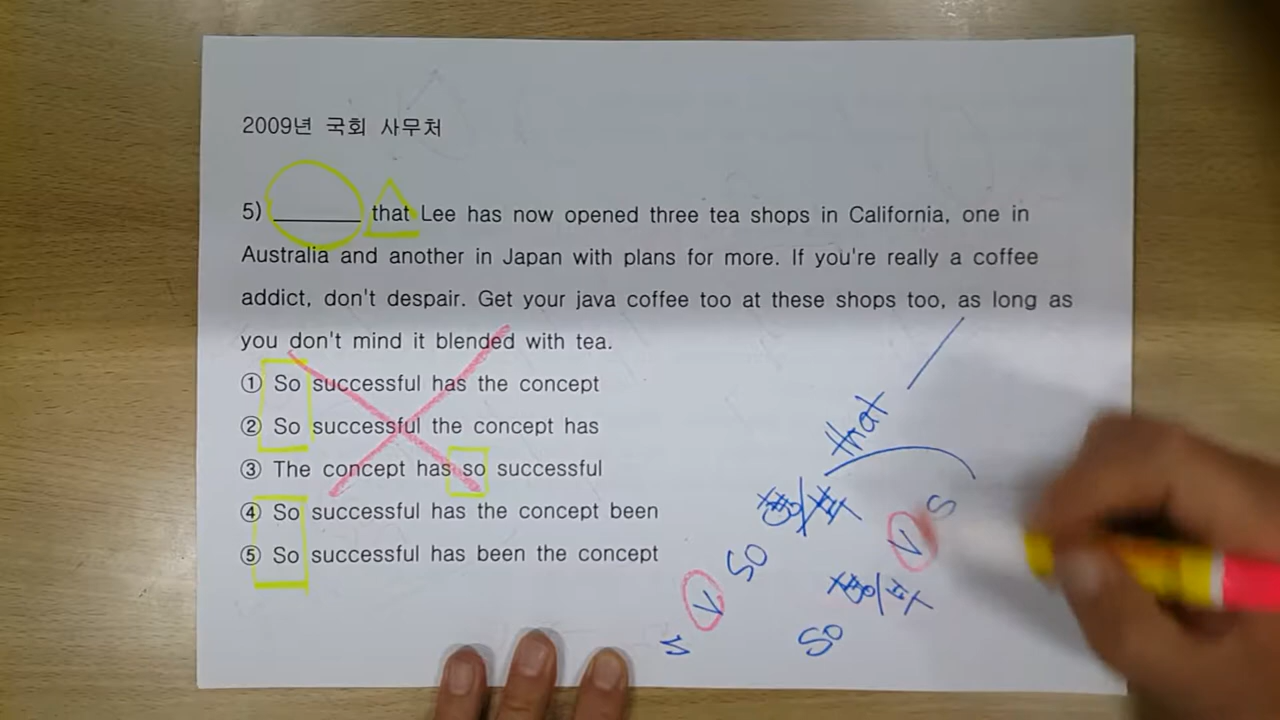 2009년 국회 사무처
5) ________ that Lee has now opened three tea shops in California, one in
Australia and another in Japan with plans for more. If you're really a coffee
addict, don't despair. Get your java coffee too at these shops too, as long as
you don't mind it blended with tea.
① So successful has the concept
② So successful the concept has
③ The concept has so successful
④ So successful has the concept been
⑤ So successful has been the concept
that
S V so 형/부
So 형/부 V S